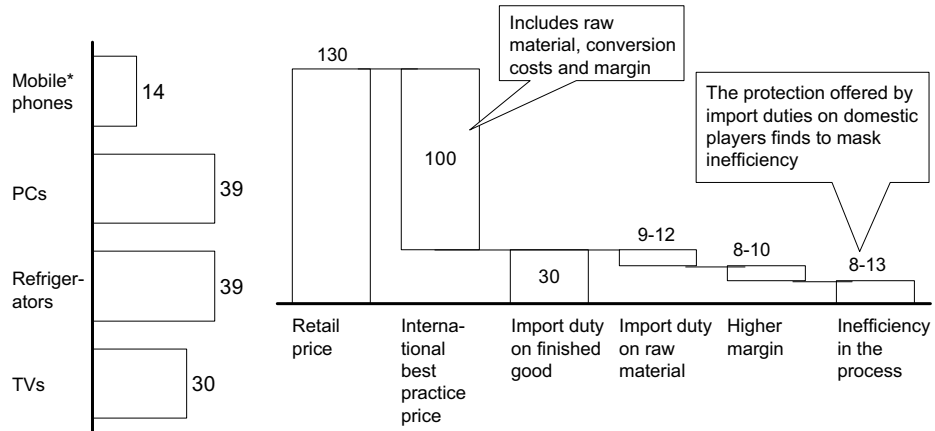 Mobile*
phones
14
PCs
39
Refriger-
ators
39
TVs
30
130
Includes raw
material, conversion
costs and margin
The protection offered by
import duties on domestic
players finds to mask
inefficiency
100
30
9-12
8-10
8-13
Retail
price
Interna-
tional
best
practice
price
Import duty
on finished
good
Import duty
on raw
material
Higher
margin
Inefficiency
in the
process